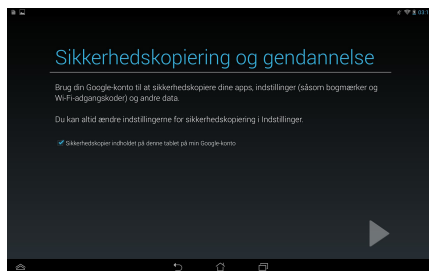 Sikkerhedskopiering og gendannelse
Brug din Google-konto til at sikkerhedskopiere dine apps, indstillinger (såsom bogmærker og
Wi-Fi-adgangskoder) og andre data.
Du kan altid ændre indstillingerne for sikkerhedskopiering i Indstillinger.
Sikkerhedskopier indholdet på denne tablet på min Google-konto